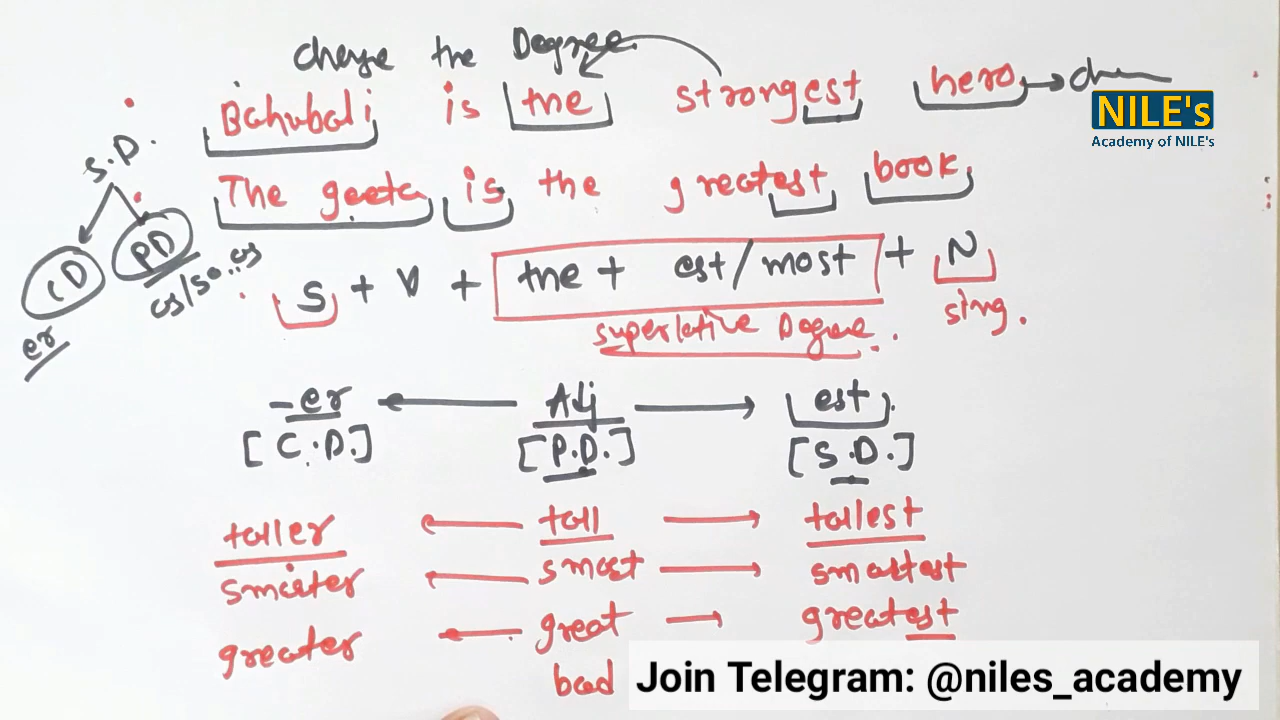 change the Degree.
Bahubali is the strongest hero →
NILE's
Academy of NILE's
S.D.
The geeta is the greatest book
CD PD
er as/so..as
S + V + the + est/most + N
superlative Degree. sing.
-er ← Adj → est
[C.D.] [P.D.] [S.D.]
taller ← tall → tallest
smarter ← smart → smartest
greater ← great → greatest
bad
Join Telegram: @niles_academy